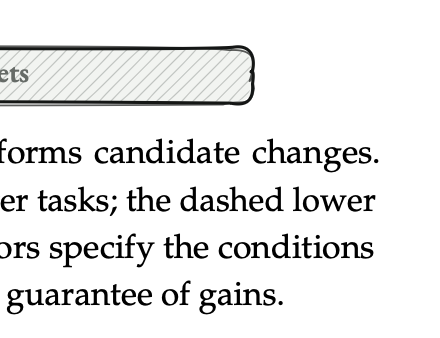 ets
forms candidate changes.
er tasks; the dashed lower
ors specify the conditions
guarantee of gains.